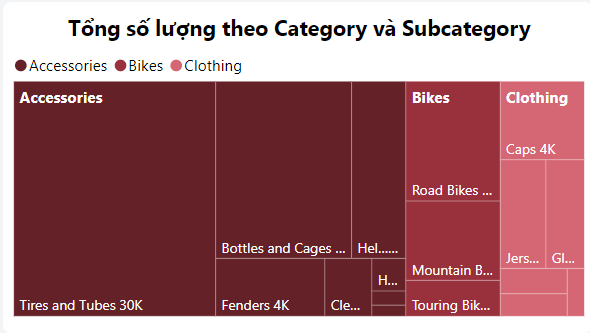 Tổng số lượng theo Category và Subcategory
Accessories Bikes Clothing
Accessories
Tires and Tubes 30K
Bottles and Cages ...
Hel......
Fenders 4K
Cle...
H...
Bikes
Road Bikes ...
Mountain B...
Touring Bik...
Clothing
Caps 4K
Jers...
Gl...